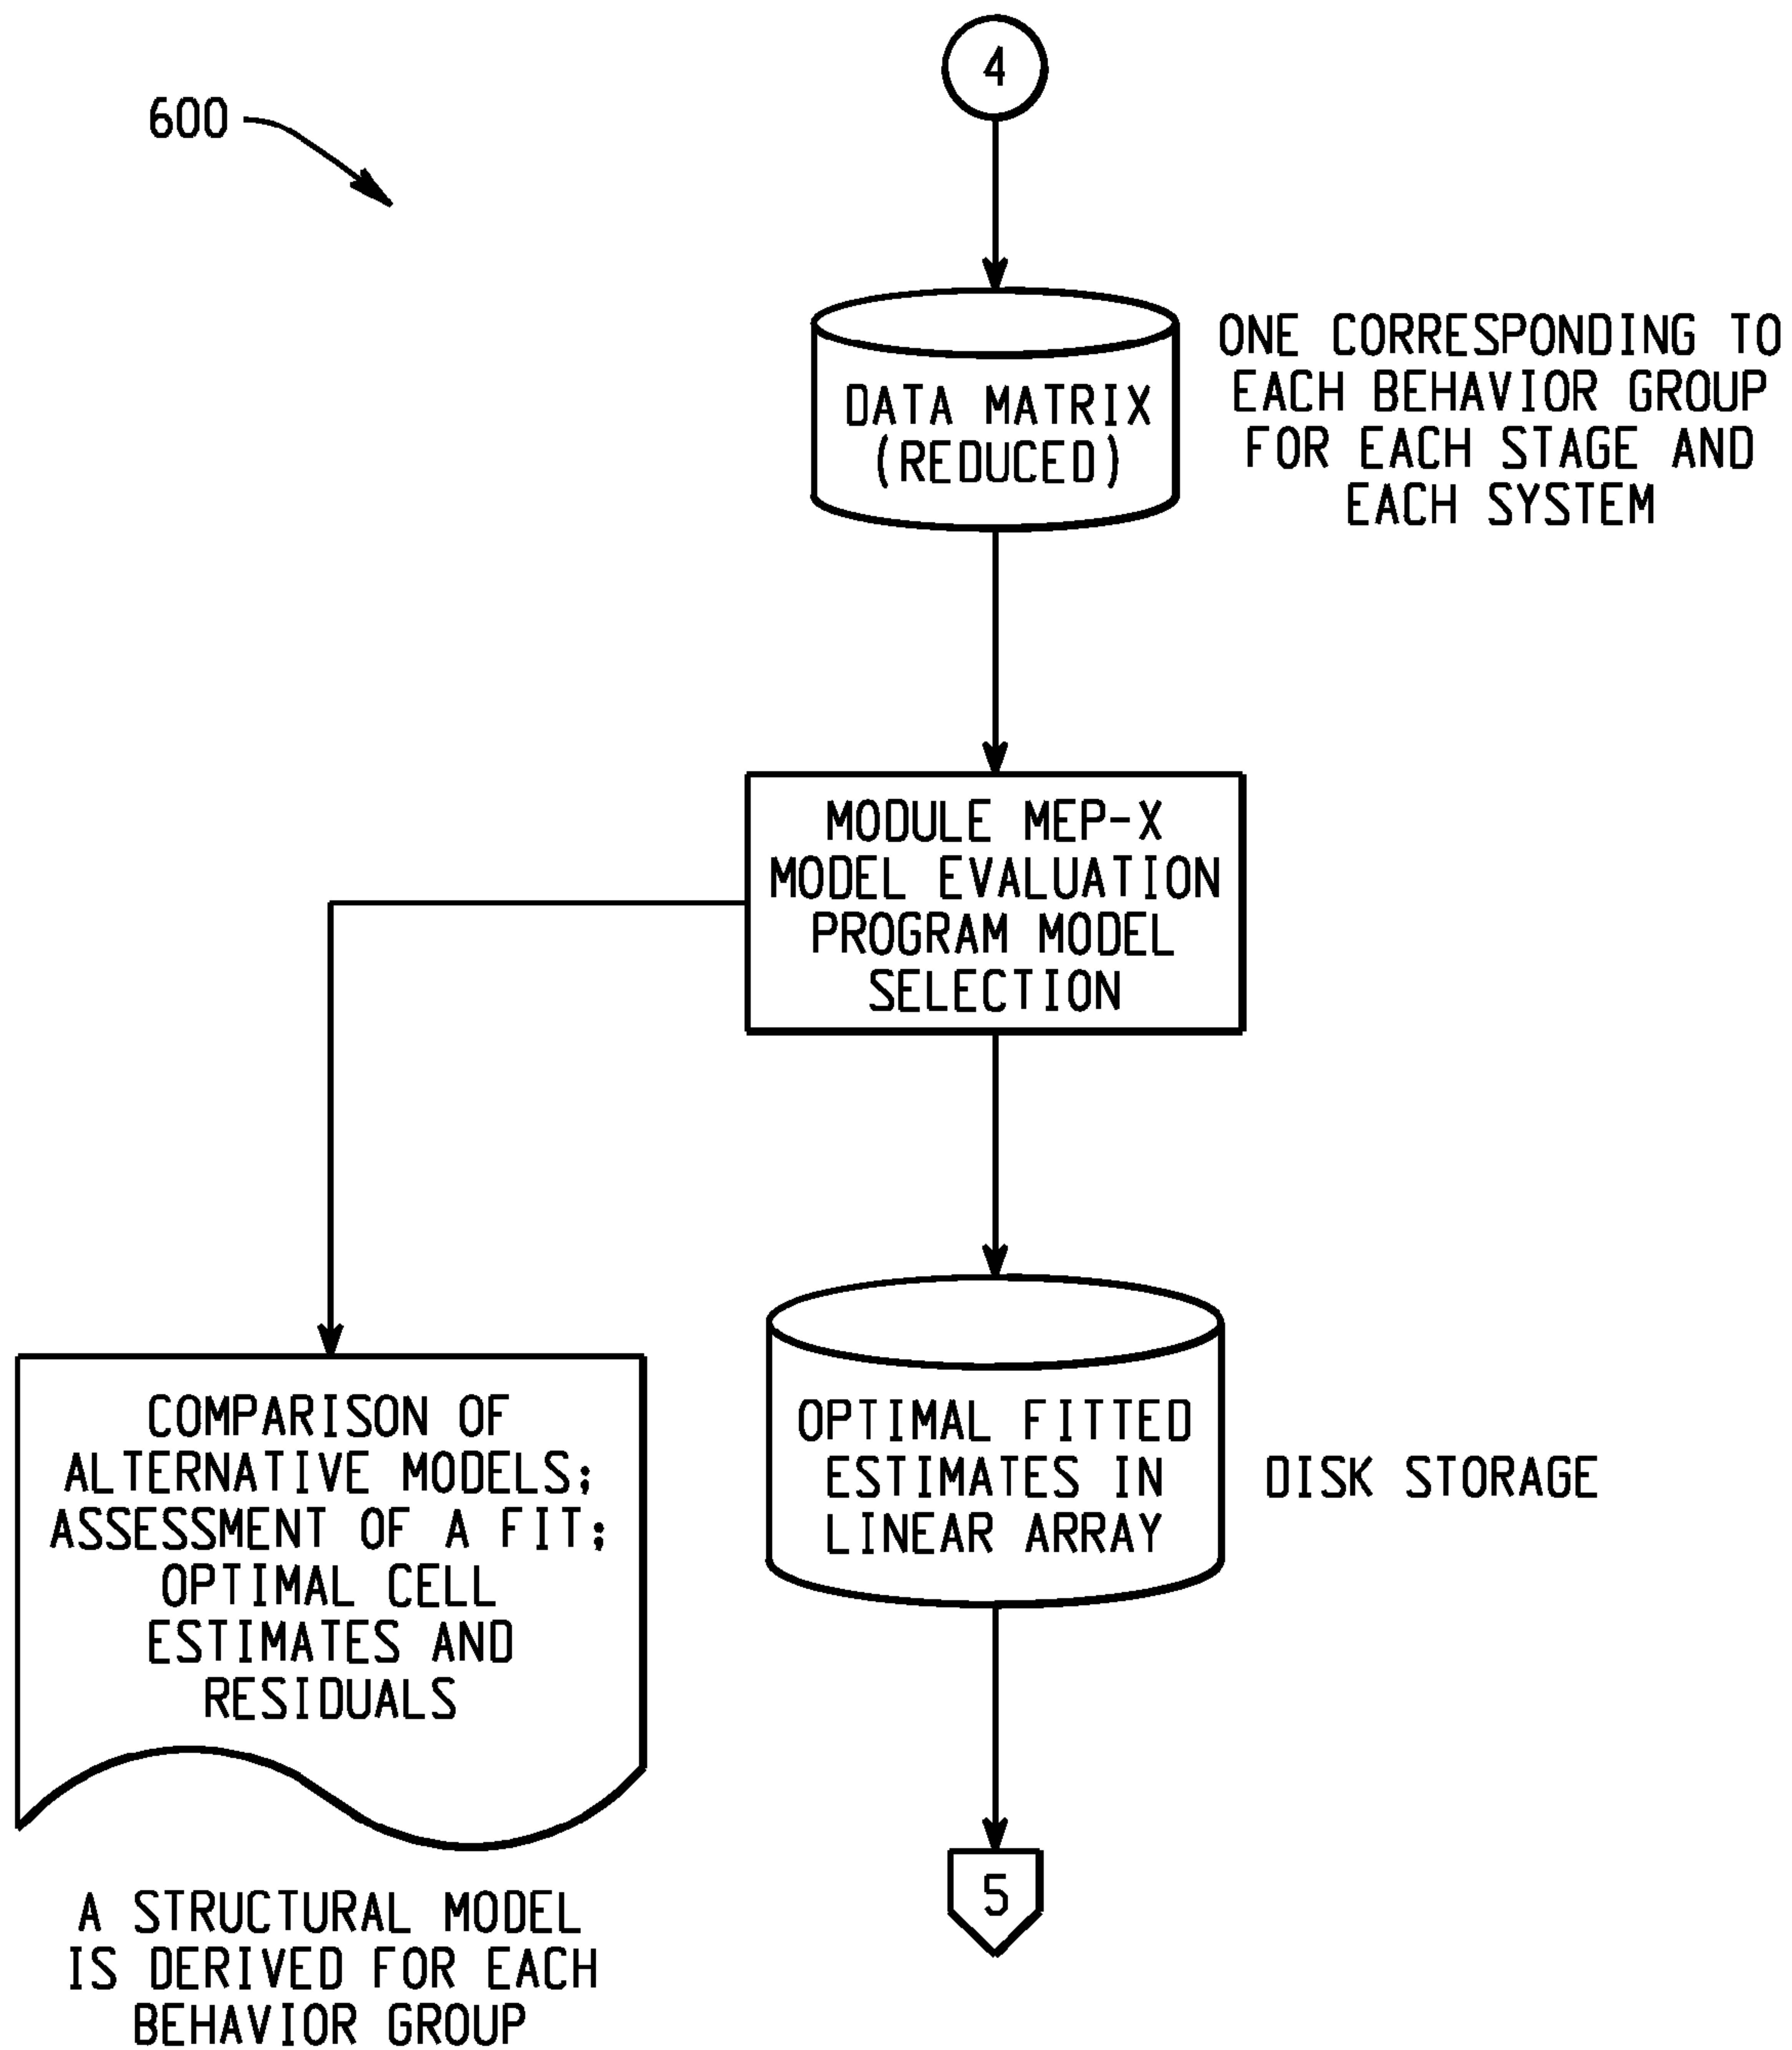 4
600
ONE CORRESPONDING TO
EACH BEHAVIOR GROUP
FOR EACH STAGE AND
EACH SYSTEM
DATA MATRIX
(REDUCED)
MODULE MEP-X
MODEL EVALUATION
PROGRAM MODEL
SELECTION
COMPARISON OF
ALTERNATIVE MODELS;
ASSESSMENT OF A FIT;
OPTIMAL CELL
ESTIMATES AND
RESIDUALS
OPTIMAL FITTED
ESTIMATES IN
LINEAR ARRAY
DISK STORAGE
5
A STRUCTURAL MODEL
IS DERIVED FOR EACH
BEHAVIOR GROUP